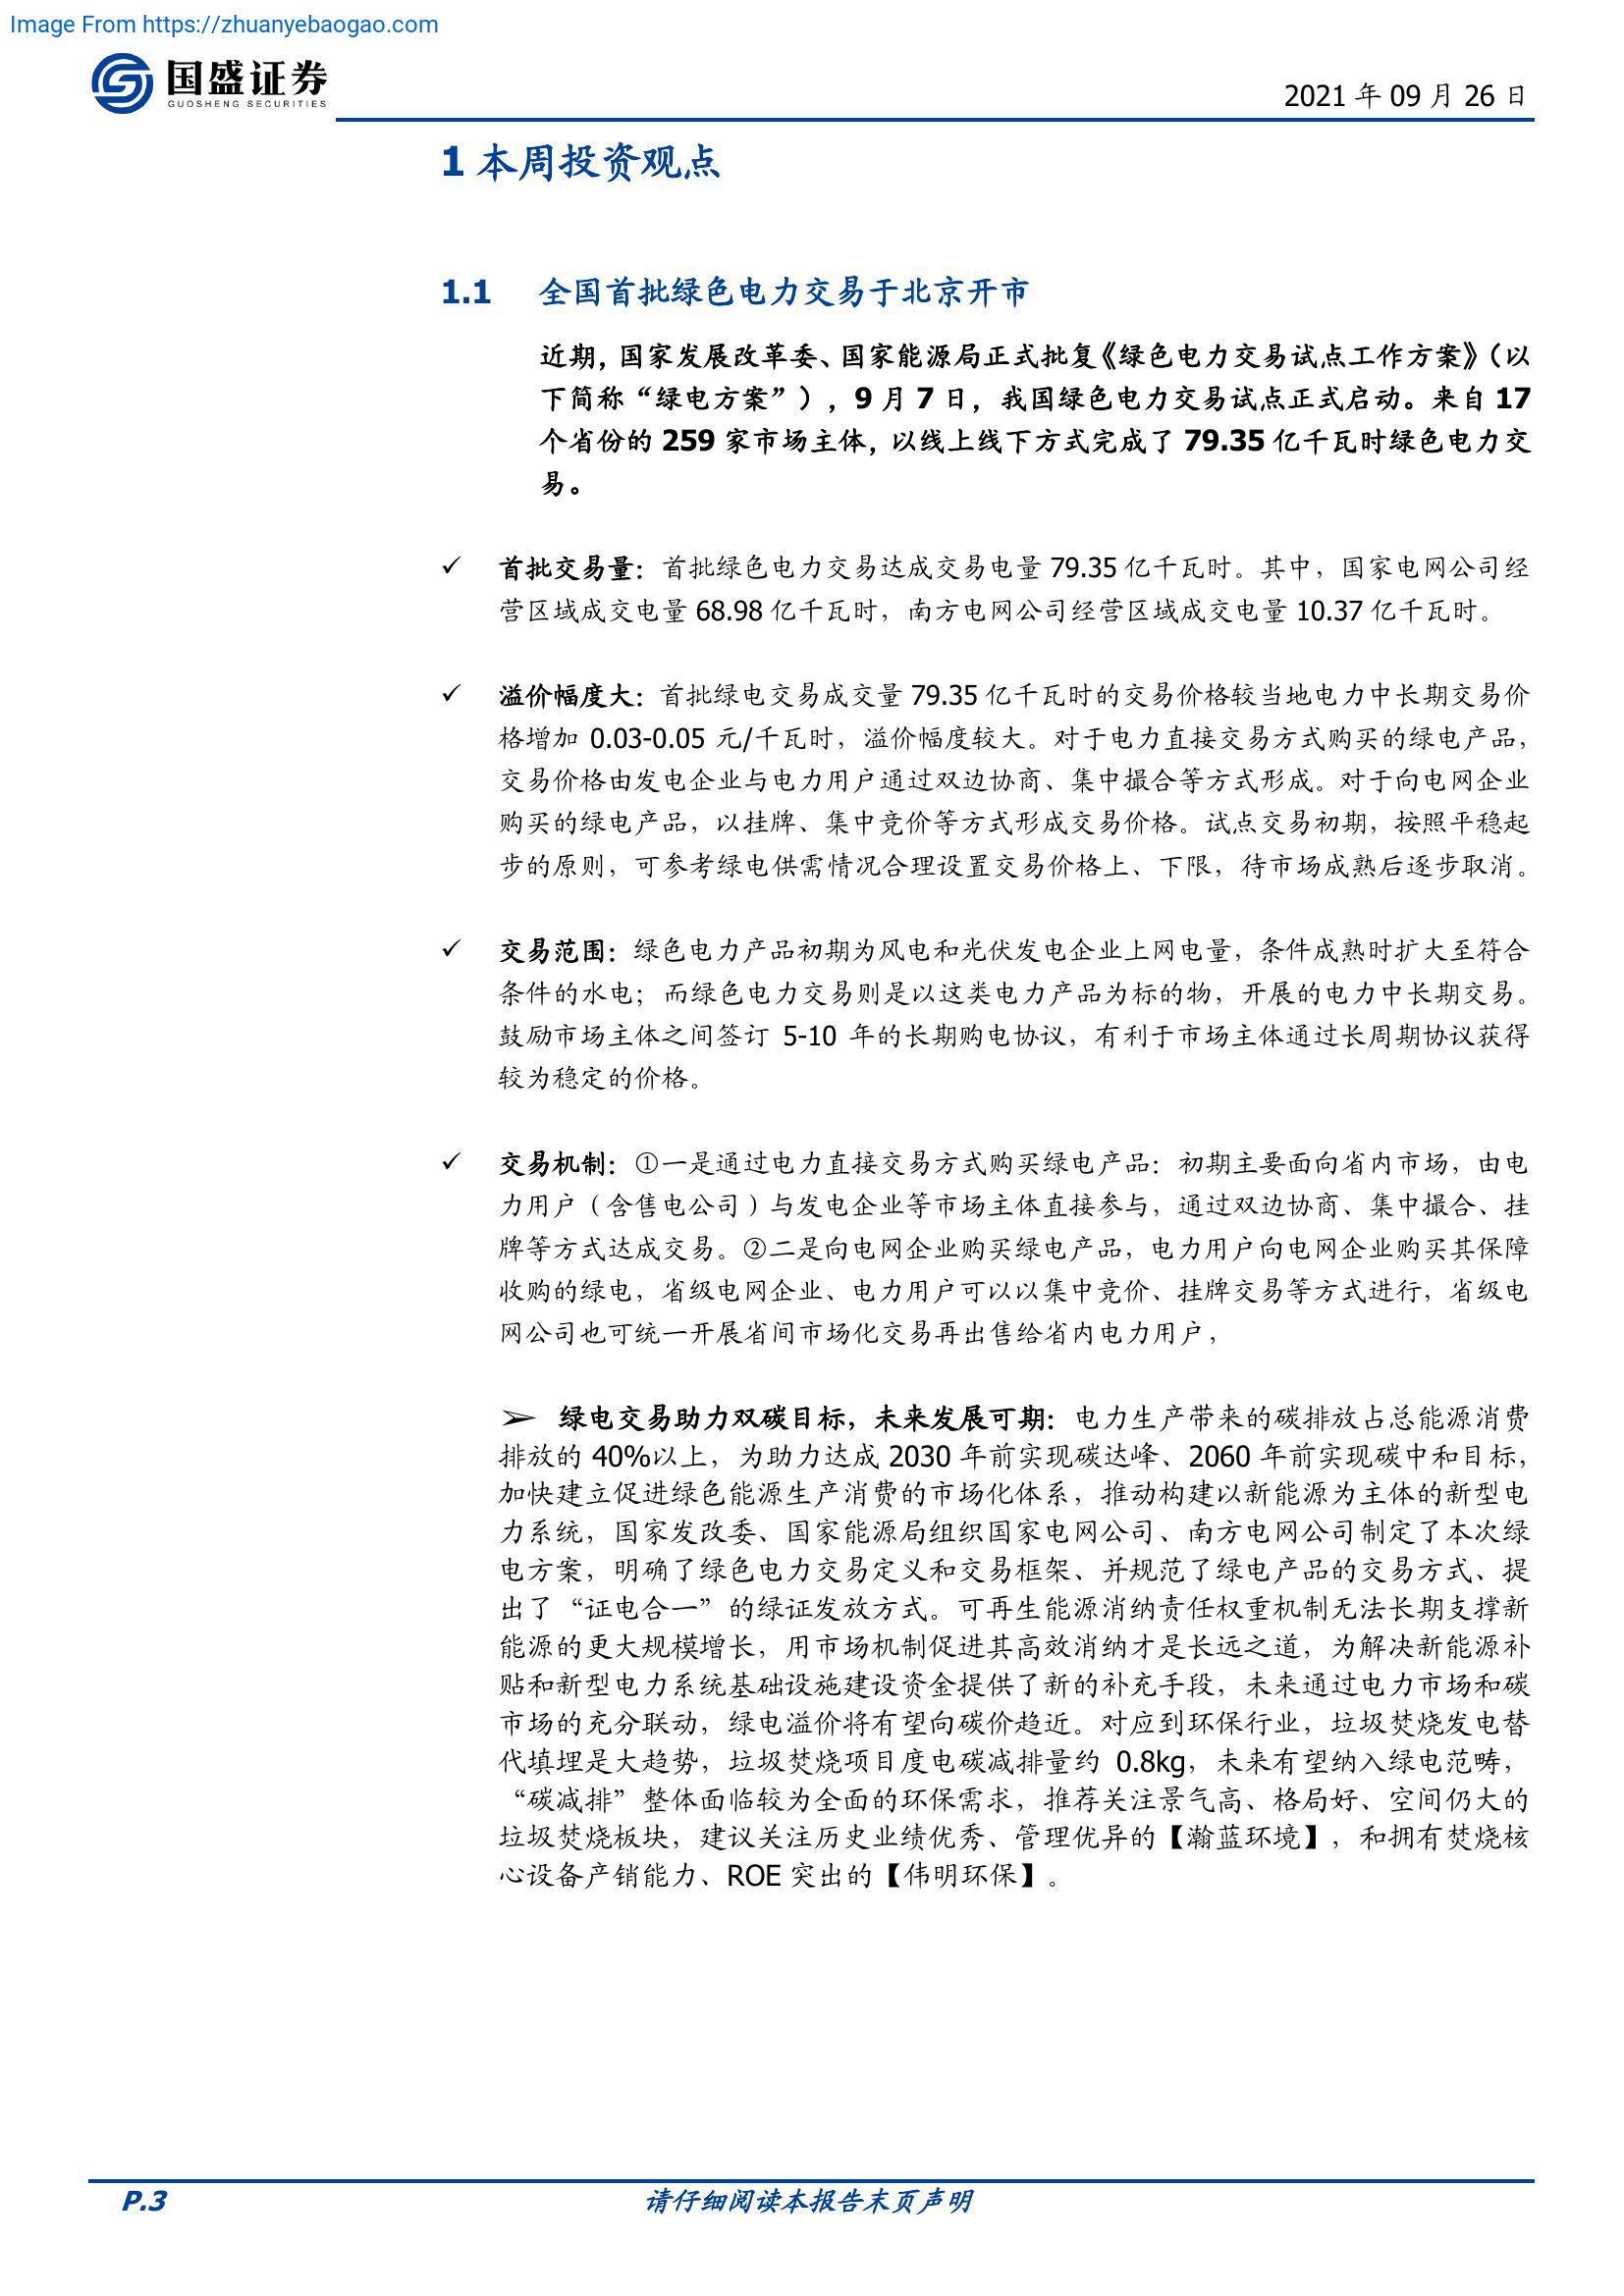 Image From https://zhuanyebaogao.com
国盛证券
GUOSHENG SECURITIES
2021 年 09 月 26 日
1 本周投资观点
1.1 全国首批绿色电力交易于北京开市
近期，国家发展改革委、国家能源局正式批复《绿色电力交易试点工作方案》（以
下简称“绿电方案”），9 月 7 日，我国绿色电力交易试点正式启动。来自 17
个省份的 259 家市场主体，以线上线下方式完成了 79.35 亿千瓦时绿色电力交
易。
✓ 首批交易量：首批绿色电力交易达成交易电量 79.35 亿千瓦时。其中，国家电网公司经
营区域成交电量 68.98 亿千瓦时，南方电网公司经营区域成交电量 10.37 亿千瓦时。
✓ 溢价幅度大：首批绿电交易成交量 79.35 亿千瓦时的交易价格较当地电力中长期交易价
格增加 0.03-0.05 元/千瓦时，溢价幅度较大。对于电力直接交易方式购买的绿电产品，
交易价格由发电企业与电力用户通过双边协商、集中撮合等方式形成。对于向电网企业
购买的绿电产品，以挂牌、集中竞价等方式形成交易价格。试点交易初期，按照平稳起
步的原则，可参考绿电供需情况合理设置交易价格上、下限，待市场成熟后逐步取消。
✓ 交易范围：绿色电力产品初期为风电和光伏发电企业上网电量，条件成熟时扩大至符合
条件的水电；而绿色电力交易则是以这类电力产品为标的物，开展的电力中长期交易。
鼓励市场主体之间签订 5-10 年的长期购电协议，有利于市场主体通过长周期协议获得
较为稳定的价格。
✓ 交易机制：①一是通过电力直接交易方式购买绿电产品：初期主要面向省内市场，由电
力用户（含售电公司）与发电企业等市场主体直接参与，通过双边协商、集中撮合、挂
牌等方式达成交易。②二是向电网企业购买绿电产品，电力用户向电网企业购买其保障
收购的绿电，省级电网企业、电力用户可以以集中竞价、挂牌交易等方式进行，省级电
网公司也可统一开展省间市场化交易再出售给省内电力用户，
➢ 绿电交易助力双碳目标，未来发展可期：电力生产带来的碳排放占总能源消费
排放的 40%以上，为助力达成 2030 年前实现碳达峰、2060 年前实现碳中和目标，
加快建立促进绿色能源生产消费的市场化体系，推动构建以新能源为主体的新型电
力系统，国家发改委、国家能源局组织国家电网公司、南方电网公司制定了本次绿
电方案，明确了绿色电力交易定义和交易框架、并规范了绿电产品的交易方式、提
出了“证电合一”的绿证发放方式。可再生能源消纳责任权重机制无法长期支撑新
能源的更大规模增长，用市场机制促进其高效消纳才是长远之道，为解决新能源补
贴和新型电力系统基础设施建设资金提供了新的补充手段，未来通过电力市场和碳
市场的充分联动，绿电溢价将有望向碳价趋近。对应到环保行业，垃圾焚烧发电替
代填埋是大趋势，垃圾焚烧项目度电碳减排量约 0.8kg，未来有望纳入绿电范畴，
“碳减排”整体面临较为全面的环保需求，推荐关注景气高、格局好、空间仍大的
垃圾焚烧板块，建议关注历史业绩优秀、管理优异的【瀚蓝环境】，和拥有焚烧核
心设备产销能力、ROE 突出的【伟明环保】。
P.3
请仔细阅读本报告末页声明